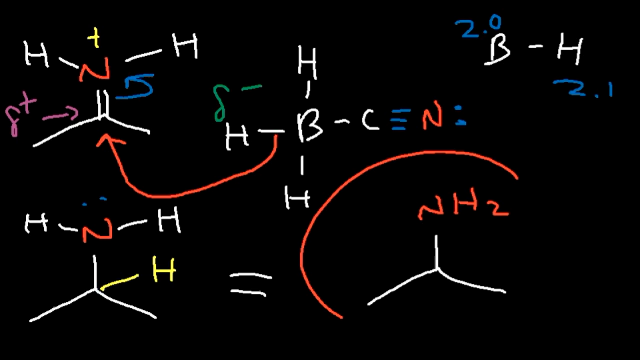 2.0
B - H
2.1
+
H N H
δ+
δ-
H
H - B - C ≡ N:
H
H N H
H
=
NH2